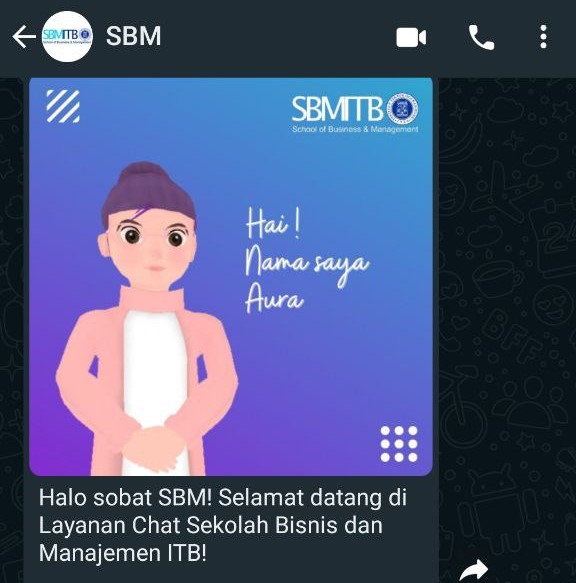 SBM
SBMITB
School of Business & Management
Hai !
Nama saya
Aura
Halo sobat SBM! Selamat datang di
Layanan Chat Sekolah Bisnis dan
Manajemen ITB!